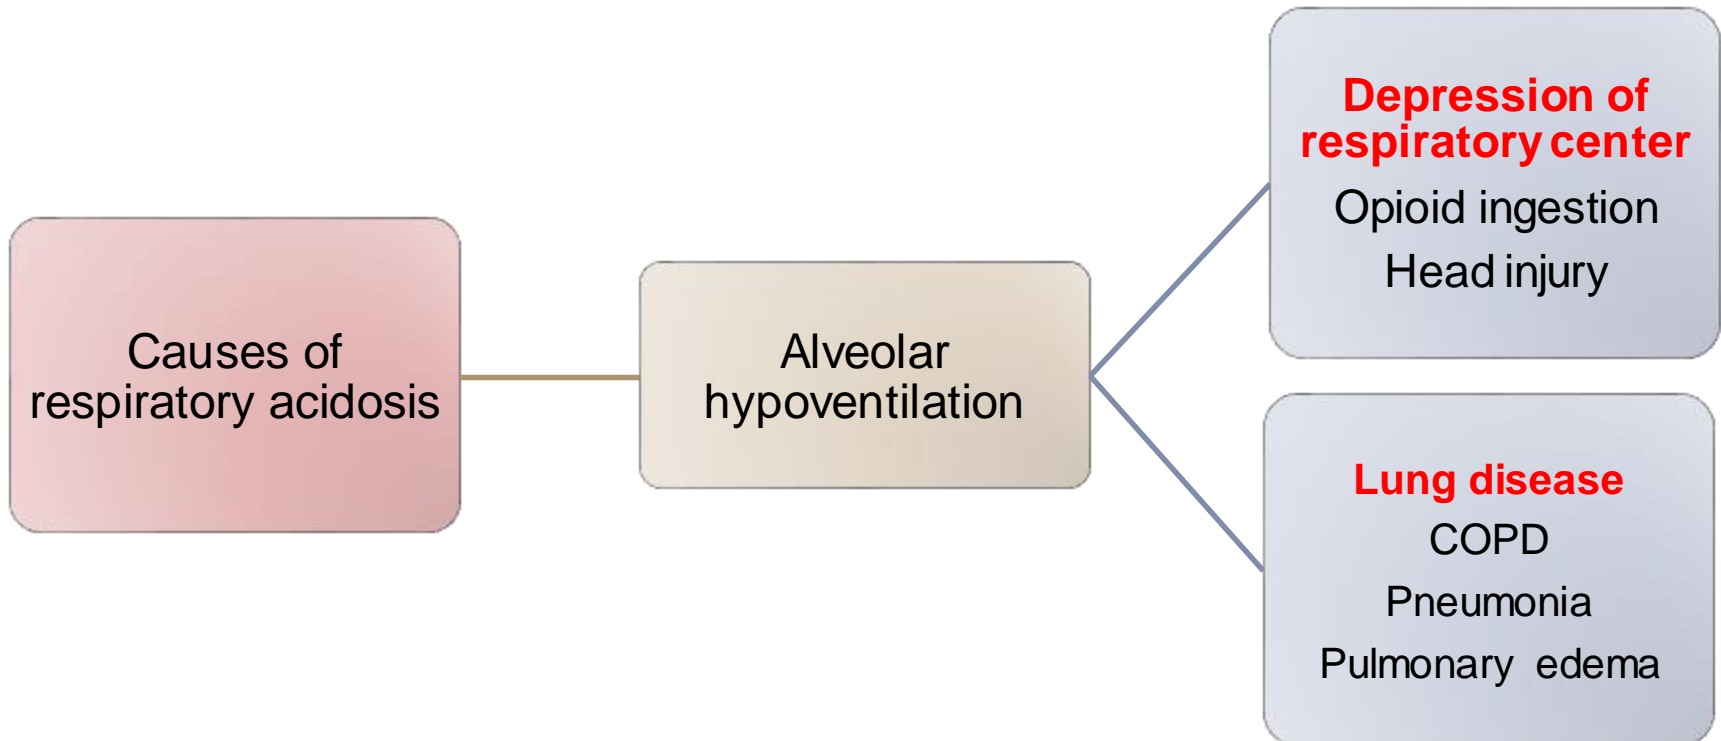 Causes of
respiratory acidosis
Alveolar
hypoventilation
Depression of
respiratory center
Opioid ingestion
Head injury
Lung disease
COPD
Pneumonia
Pulmonary edema